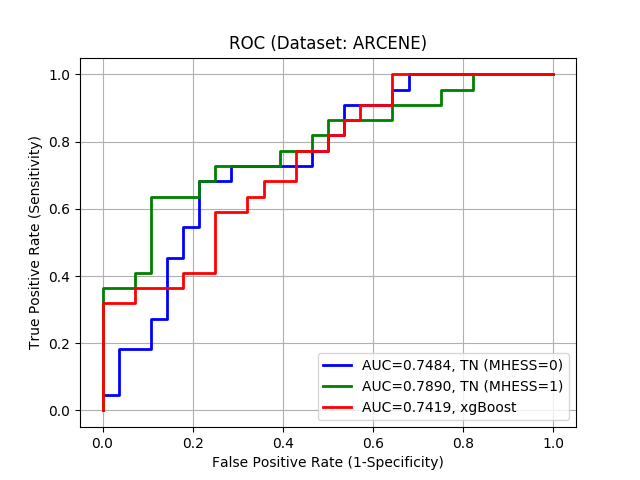 ROC (Dataset: ARCENE)
True Positive Rate (Sensitivity)
1.0
0.8
0.6
0.4
0.2
0.0
AUC=0.7484, TN (MHESS=0)
AUC=0.7890, TN (MHESS=1)
AUC=0.7419, xgBoost
0.0 0.2 0.4 0.6 0.8 1.0
False Positive Rate (1-Specificity)